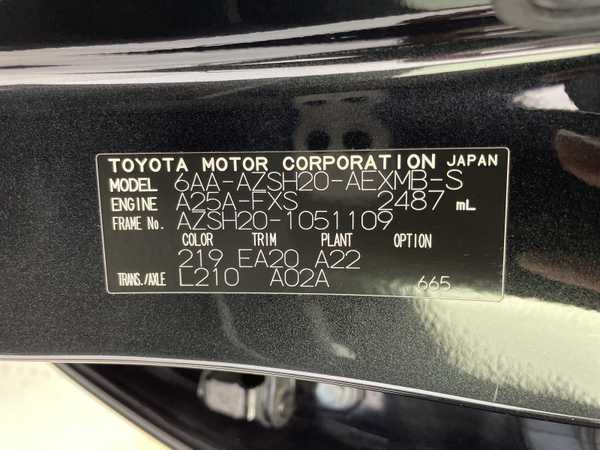 TOYOTA MOTOR CORPORATION JAPAN
MODEL 6AA-AZSH20-AEXMB-S
ENGINE A25A-FXS 2487 mL
FRAME No. AZSH20-1051109
COLOR TRIM PLANT OPTION
219 EA20 A22
TRANS./AXLE L210 A02A 665